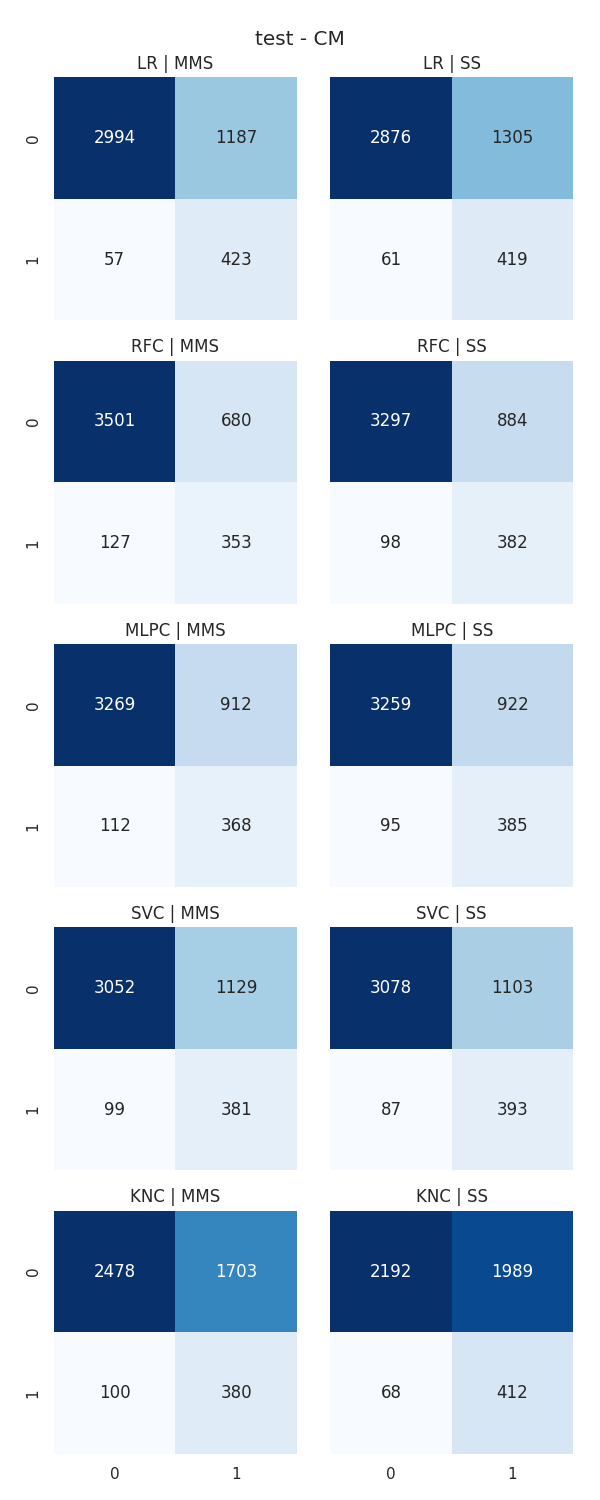 test - CM
LR | MMS
LR | SS
0
2994 1187
2876 1305
1
57 423
61 419
RFC | MMS
RFC | SS
0
3501 680
3297 884
1
127 353
98 382
MLPC | MMS
MLPC | SS
0
3269 912
3259 922
1
112 368
95 385
SVC | MMS
SVC | SS
0
3052 1129
3078 1103
1
99 381
87 393
KNC | MMS
KNC | SS
0
2478 1703
2192 1989
1
100 380
68 412
0 1
0 1